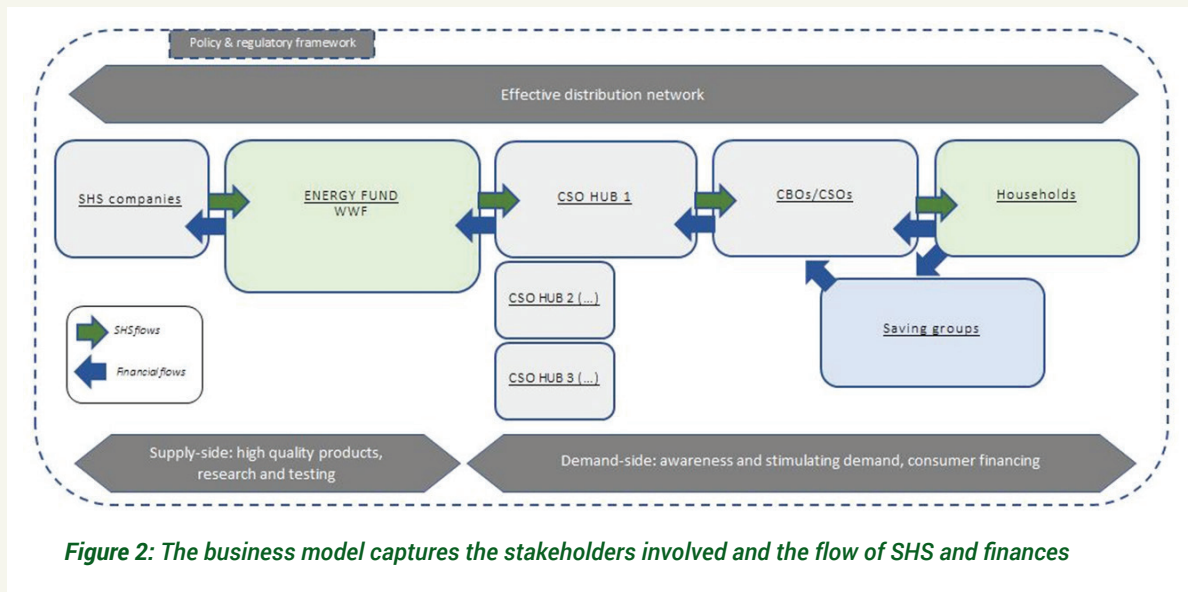 Policy & regulatory framework
Effective distribution network
SHS companies
ENERGY FUND
WWF
CSO HUB 1
CBOs/CSOs
Households
CSO HUB 2 (...)
CSO HUB 3 (...)
Saving groups
SHS flows
Financial flows
Supply-side: high quality products,
research and testing
Demand-side: awareness and stimulating demand, consumer financing
Figure 2: The business model captures the stakeholders involved and the flow of SHS and finances